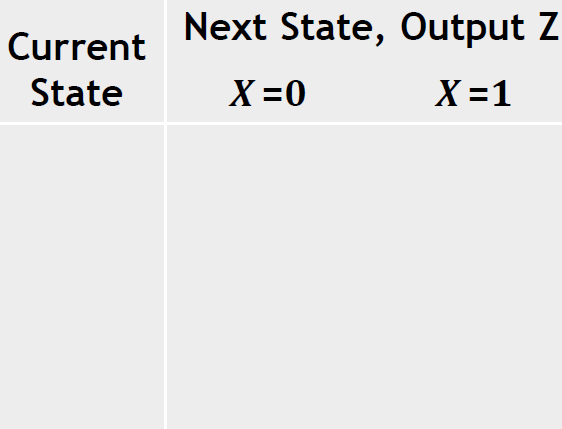 Current State
Next State, Output Z
X=0 X=1